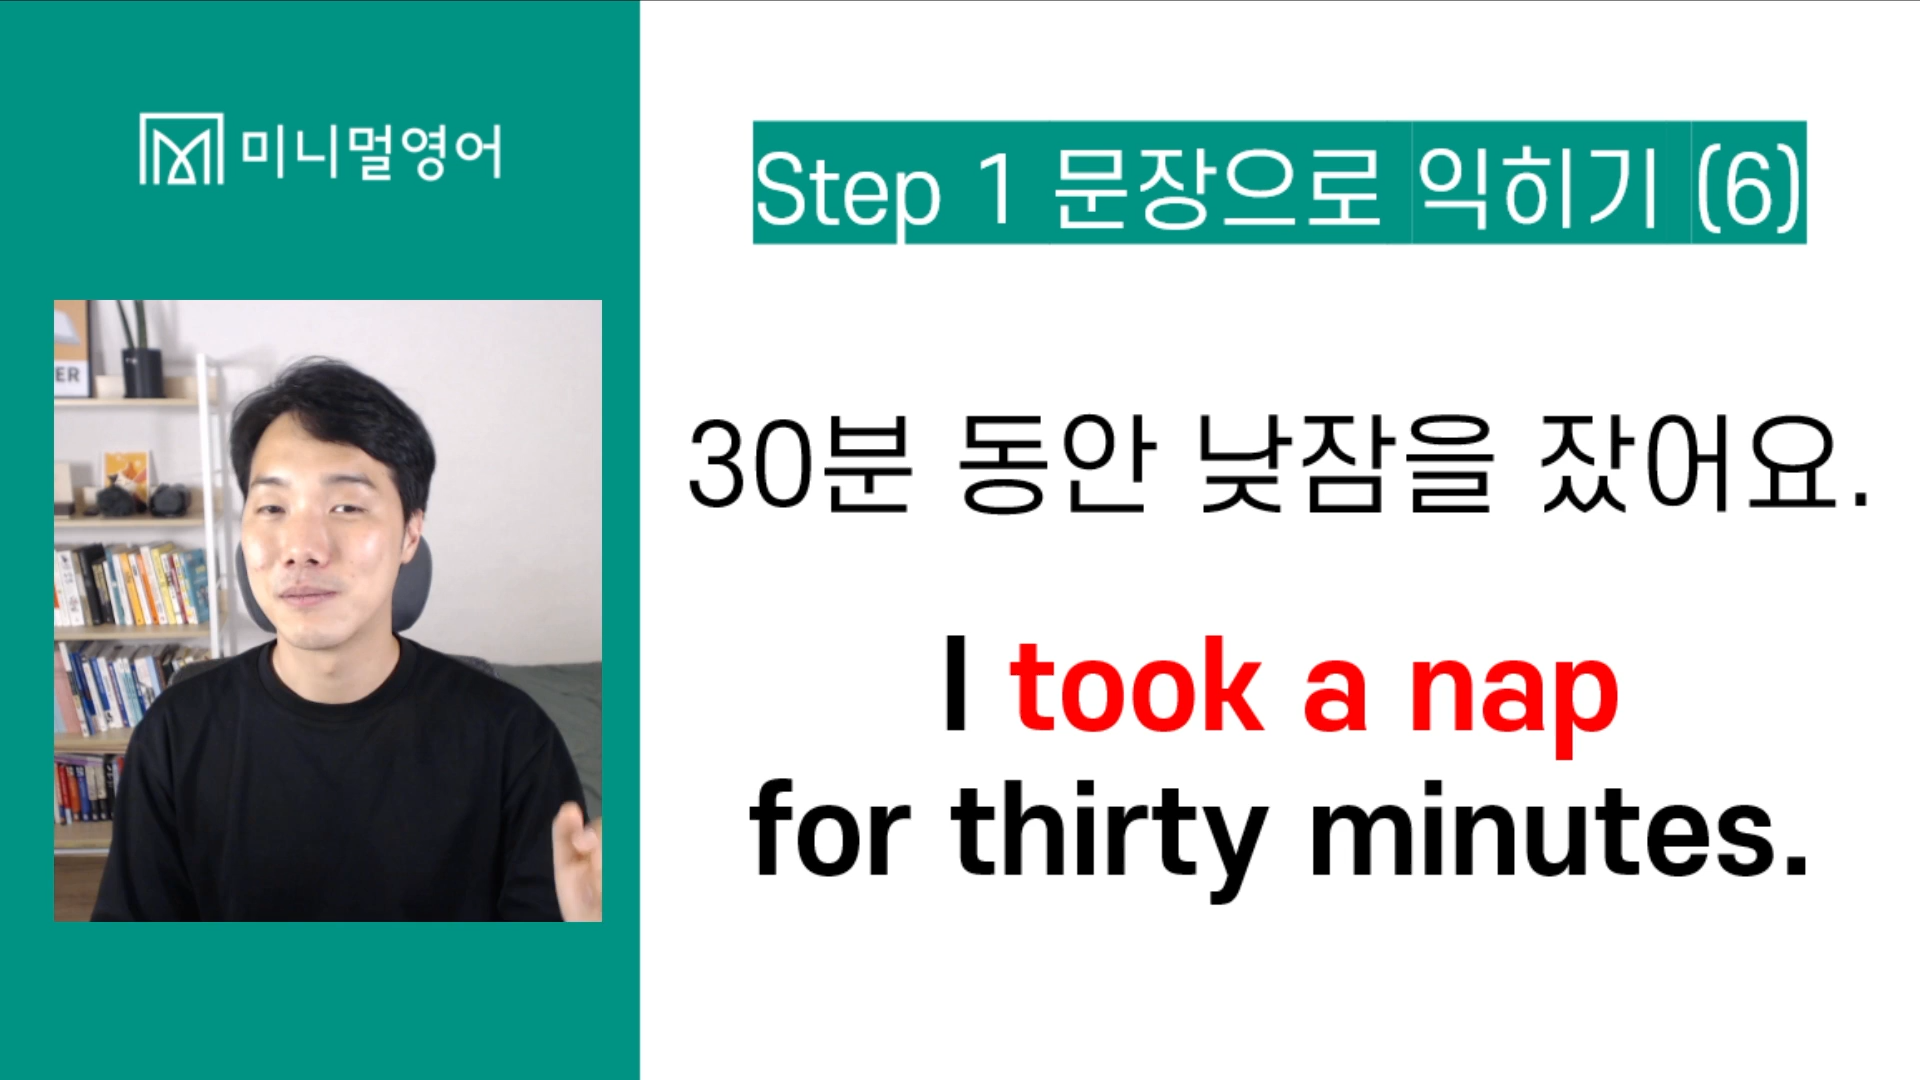 미니멀영어
Step 1 문장으로 익히기 (6)
ER
30분 동안 낮잠을 잤어요.
I took a nap
for thirty minutes.